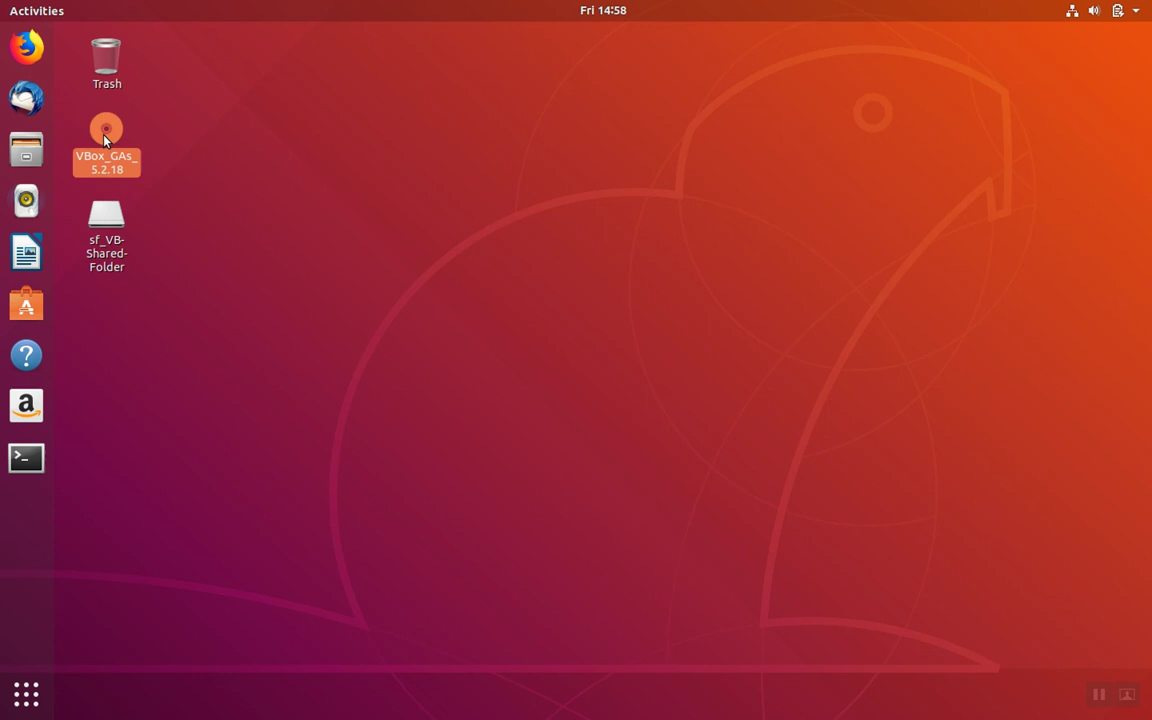 Activities
Fri 14:58
Trash
VBox_GAs_
5.2.18
sf_VB-
Shared-
Folder